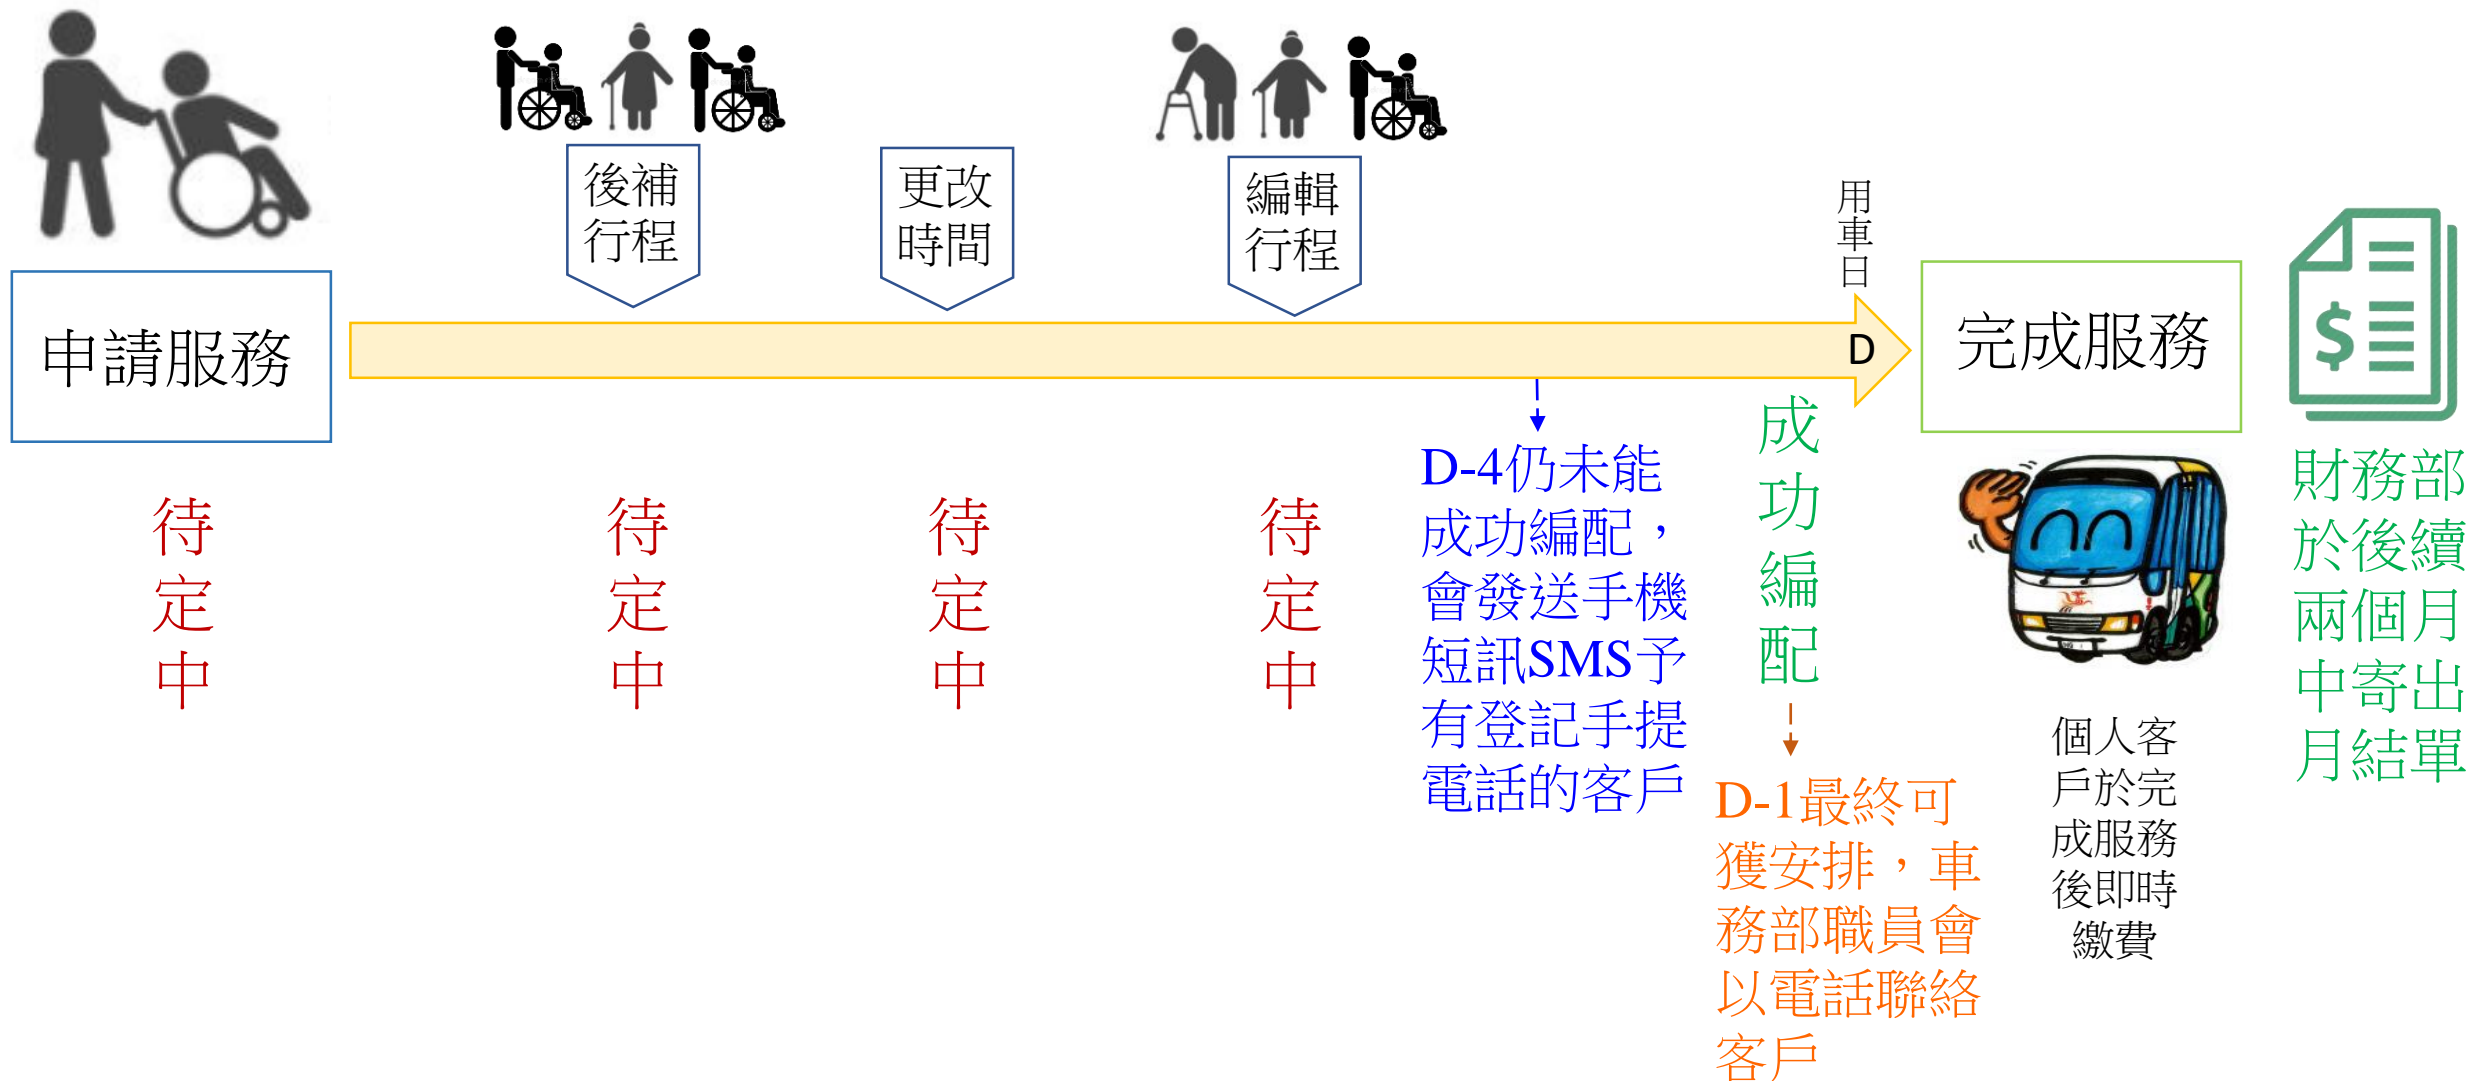 後補
行程
更改
時間
編輯
行程
用車日
申請服務
D
完成服務
待定中
待定中
待定中
待定中
D-4仍未能
成功編配，
會發送手機
短訊SMS予
有登記手提
電話的客戶
成功編配
D-1最終可
獲安排，車
務部職員會
以電話聯絡
客戶
個人客
戶於完
成服務
後即時
繳費
$
財務部
於後續
兩個月
中寄出
月結單